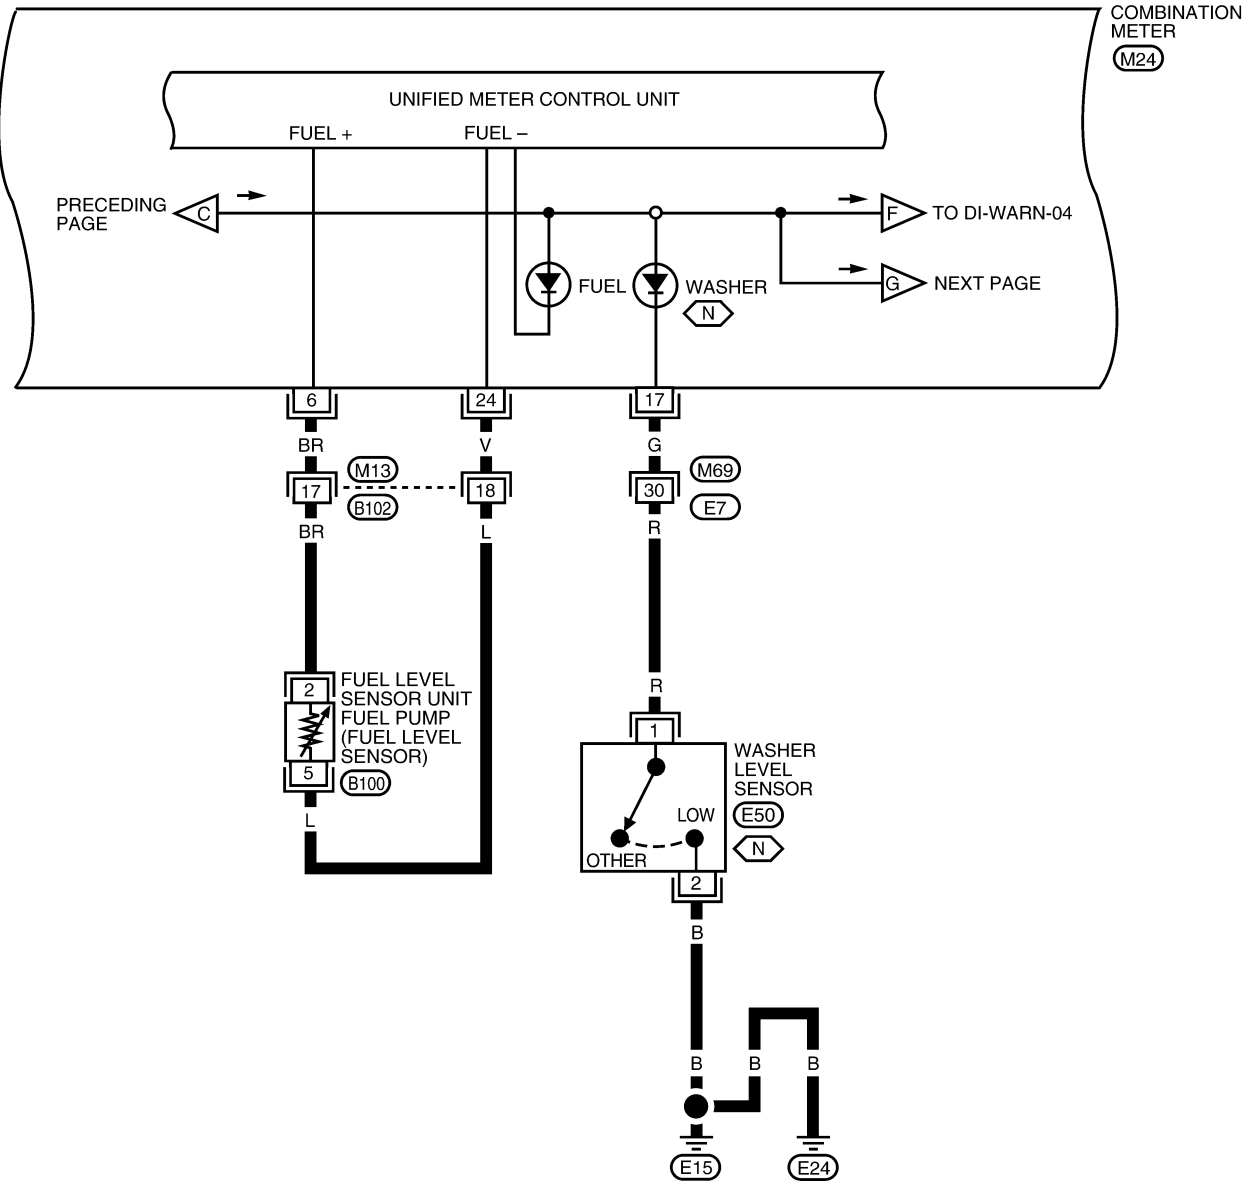 COMBINATION
METER
M24
UNIFIED METER CONTROL UNIT
FUEL +
FUEL –
PRECEDING
PAGE
C
F
TO DI-WARN-04
G
NEXT PAGE
FUEL
WASHER
N
6
24
17
BR
V
G
17
M13
B102
18
30
M69
E7
BR
L
R
2
FUEL LEVEL
SENSOR UNIT
FUEL PUMP
(FUEL LEVEL
SENSOR)
5
B100
L
R
1
WASHER
LEVEL
SENSOR
E50
N
LOW
OTHER
2
B
B
B
B
E15
E24